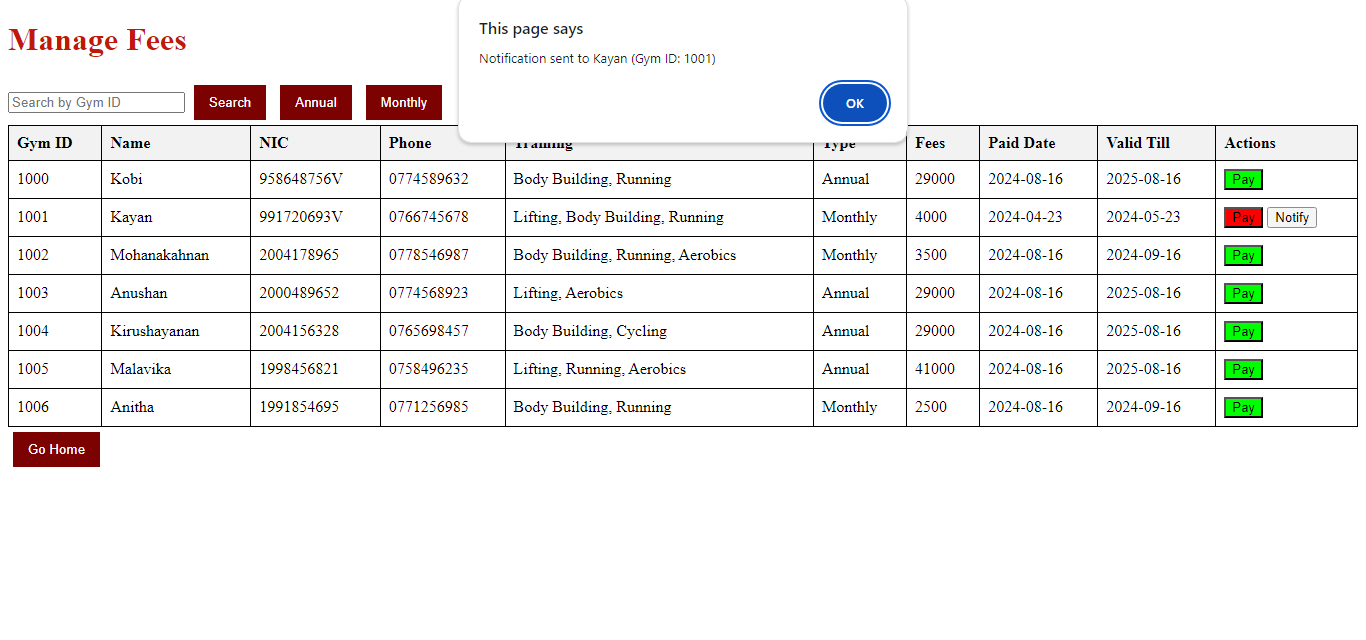 Manage Fees
This page says
Notification sent to Kayan (Gym ID: 1001)
OK
Search by Gym ID Search Annual Monthly
Gym ID Name NIC Phone Training Type Fees Paid Date Valid Till Actions
1000 Kobi 958648756V 0774589632 Body Building, Running Annual 29000 2024-08-16 2025-08-16 Pay
1001 Kayan 991720693V 0766745678 Lifting, Body Building, Running Monthly 4000 2024-04-23 2024-05-23 Pay Notify
1002 Mohanakahnan 2004178965 0778546987 Body Building, Running, Aerobics Monthly 3500 2024-08-16 2024-09-16 Pay
1003 Anushan 2000489652 0774568923 Lifting, Aerobics Annual 29000 2024-08-16 2025-08-16 Pay
1004 Kirushayanan 2004156328 0765698457 Body Building, Cycling Annual 29000 2024-08-16 2025-08-16 Pay
1005 Malavika 1998456821 0758496235 Lifting, Running, Aerobics Annual 41000 2024-08-16 2025-08-16 Pay
1006 Anitha 1991854695 0771256985 Body Building, Running Monthly 2500 2024-08-16 2024-09-16 Pay
Go Home